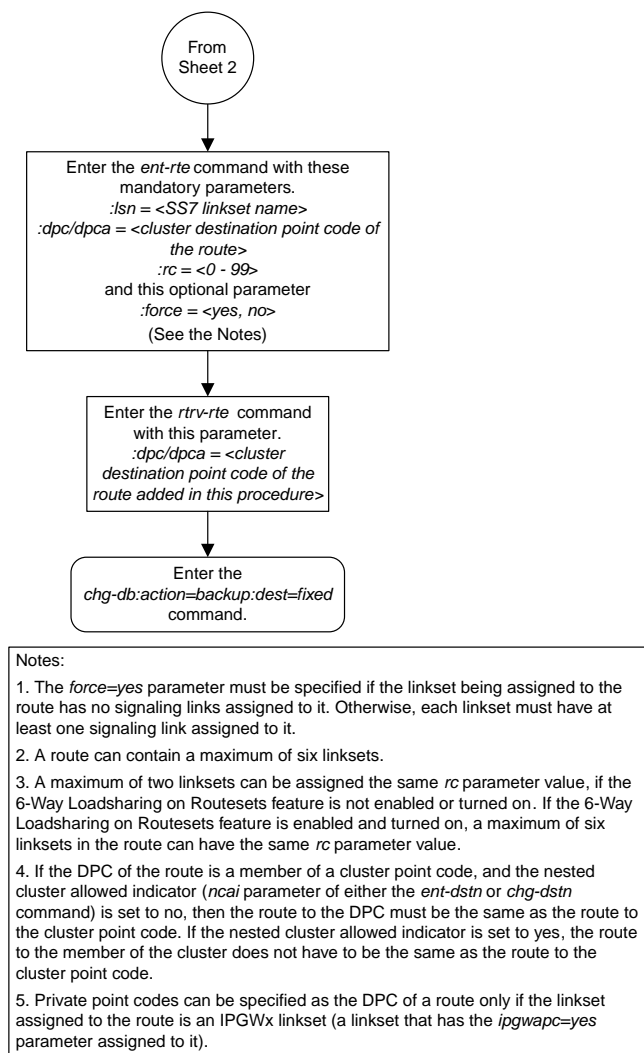 From
Sheet 2
Enter the ent-rte command with these
mandatory parameters.
:lsn = <SS7 linkset name>
:dpc/dpca = <cluster destination point code of
the route>
:rc = <0 - 99>
and this optional parameter
:force = <yes, no>
(See the Notes)
Enter the rtrv-rte command
with this parameter.
:dpc/dpca = <cluster
destination point code of the
route added in this procedure>
Enter the
chg-db:action=backup:dest=fixed
command.
Notes:
1. The force=yes parameter must be specified if the linkset being assigned to the
route has no signaling links assigned to it. Otherwise, each linkset must have at
least one signaling link assigned to it.
2. A route can contain a maximum of six linksets.
3. A maximum of two linksets can be assigned the same rc parameter value, if the
6-Way Loadsharing on Routesets feature is not enabled or turned on. If the 6-Way
Loadsharing on Routesets feature is enabled and turned on, a maximum of six
linksets in the route can have the same rc parameter value.
4. If the DPC of the route is a member of a cluster point code, and the nested
cluster allowed indicator (ncai parameter of either the ent-dstn or chg-dstn
command) is set to no, then the route to the DPC must be the same as the route to
the cluster point code. If the nested cluster allowed indicator is set to yes, the route
to the member of the cluster does not have to be the same as the route to the
cluster point code.
5. Private point codes can be specified as the DPC of a route only if the linkset
assigned to the route is an IPGWx linkset (a linkset that has the ipgwapc=yes
parameter assigned to it).